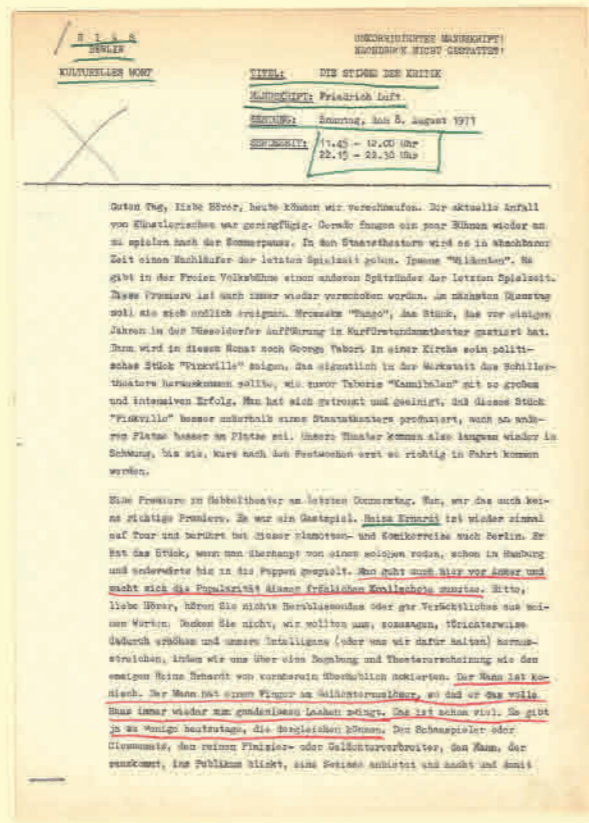 R I A S
BERLIN
KULTURELLES WORT
UNKORRIGIERTES MANUSKRIPT!
NACHDRUCK NICHT GESTATTET!
TITEL: DIE STIMME DER KRITIK
MANUSKRIPT: Friedrich Luft
SENDUNG: Sonntag, den 8. August 1971
SENDEZEIT: 11.45 - 12.00 Uhr
22.15 - 22.30 Uhr
Guten Tag, liebe Hörer, heute können wir verschnaufen. Der aktuelle Anfall
von Künstlerischem war geringfügig. Gerade fangen ein paar Bühnen wieder an
zu spielen nach der Sommerpause. In den Staatstheatern wird es in absehbarer
Zeit einen Nachläufer der letzten Spielzeit geben. Ipsens "Wildenten". Es
gibt in der Freien Volksbühne einen anderen Spätzünder der letzten Spielzeit.
Diese Premiere ist auch immer wieder verschoben worden. Am nächsten Dienstag
soll sie sich endlich ereignen. Mrozeks "Tango", das Stück, das vor einigen
Jahren in der Düsseldorfer Aufführung im Kurfürstendammtheater gastiert hat.
Dann wird in diesem Monat noch George Tabori in einer Kirche sein politi-
sches Stück "Pinkville" zeigen, das eigentlich in der Werkstatt des Schiller-
theaters herauskommen sollte, wie zuvor Taboris "Kannibalen" mit so großem
und intensiven Erfolg. Man hat sich getrennt und geeinigt, daß dieses Stück
"Pinkville" besser außerhalb eines Staatstheaters produziert, auch am ande-
ren Platze besser am Platze sei. Unsere Theater kommen also langsam wieder in
Schwung, bis sie, kurz nach den Festwochen erst so richtig in Fahrt kommen
werden.
Eine Premiere im Hebbeltheater am letzten Donnerstag. Nun, war das auch kei-
ne richtige Premiere. Es war ein Gastspiel. Heinz Erhardt ist wieder einmal
auf Tour und berührt bei dieser Klamotten- und Komikerreise auch Berlin. Er
hat das Stück, wenn man überhaupt von einem solchen reden, schon in Hamburg
und anderwärts bis in die Puppen gespielt. Man geht auch hier vor Anker und
macht sich die Popularität dieser fröhlichen Knallschote zunutze. Bitte,
liebe Hörer, hören Sie nichts Herablassendes oder gar Verächtliches aus mei-
nen Worten. Denken Sie nicht, wir wollten uns, sozusagen, törichterweise
dadurch erhöhen und unsere Intelligenz (oder was wir dafür halten) heraus-
streichen, indem wir uns über eine Begabung und Theatererscheinung wie den
emsigen Heinz Erhardt von vornherein überheblich mokierten. Der Mann ist ko-
misch. Der Mann hat einen Finger am Gelächterauslöser, so daß er das volle
Haus immer wieder zum gnadenlosen Lachen zwingt. Das ist schon viel. Es gibt
ja so wenige heutzutage, die dergleichen können. Den Schauspieler oder
Clownsmatz, den reinen Pläsier- oder Gelächterverbreiter, den Mann, der
rauskommt, ins Publikum blickt, eine Grimasse anbietet und macht und damit